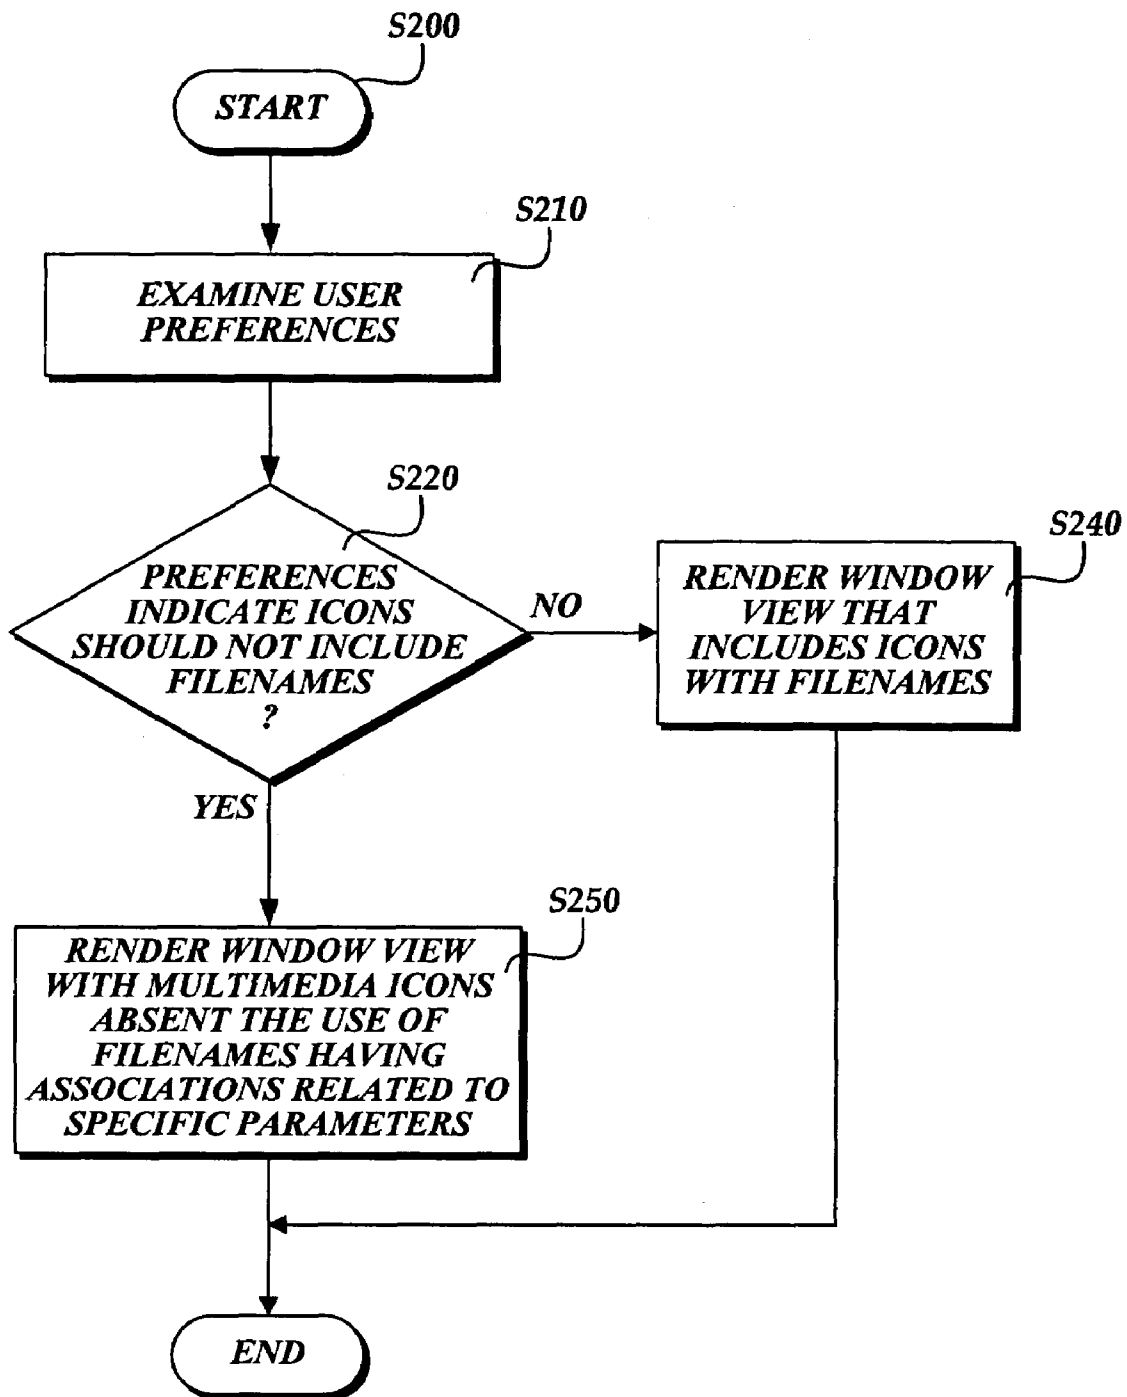 S200
START
S210
EXAMINE USER
PREFERENCES
S220
PREFERENCES
INDICATE ICONS
SHOULD NOT INCLUDE
FILENAMES
?
NO
S240
RENDER WINDOW
VIEW THAT
INCLUDES ICONS
WITH FILENAMES
YES
S250
RENDER WINDOW VIEW
WITH MULTIMEDIA ICONS
ABSENT THE USE OF
FILENAMES HAVING
ASSOCIATIONS RELATED TO
SPECIFIC PARAMETERS
END